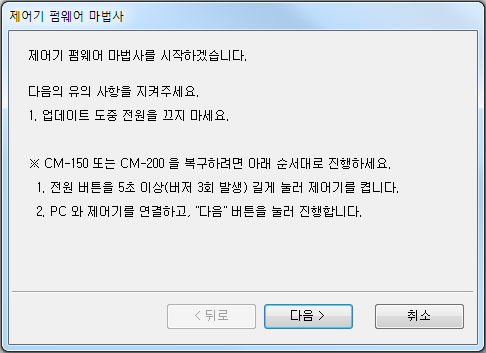 제어기 펌웨어 마법사
제어기 펌웨어 마법사를 시작하겠습니다.
다음의 유의 사항을 지켜주세요.
1. 업데이트 도중 전원을 끄지 마세요.
※ CM-150 또는 CM-200 을 복구하려면 아래 순서대로 진행하세요.
1. 전원 버튼을 5초 이상(버저 3회 발생) 길게 눌러 제어기를 켭니다.
2. PC 와 제어기를 연결하고, "다음" 버튼을 눌러 진행합니다.
< 뒤로 다음 > 취소